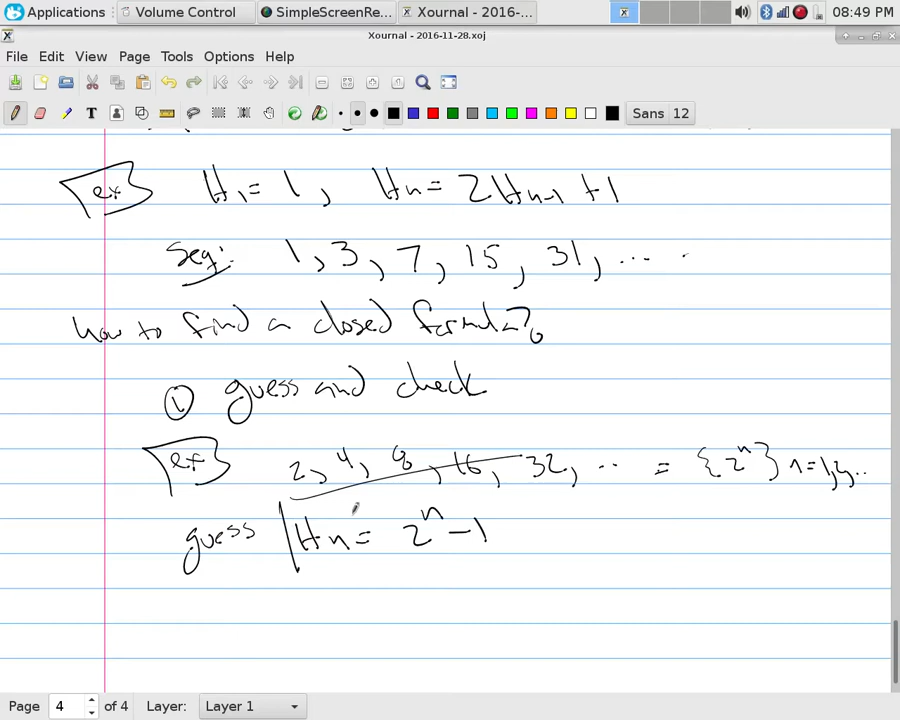 Applications Volume Control SimpleScreenRe... Xournal - 2016-... 08:49 PM
Xournal - 2016-11-28.xoj
File Edit View Page Tools Options Help
Sans 12
ex H₁ = 1, Hn = 2Hn-1 + 1
Seq: 1, 3, 7, 15, 31, .....
how to find a closed formula?
① guess and check
ex 2, 4, 8, 16, 32, ... = {2ⁿ} n=1,2,...
guess Hn = 2ⁿ - 1
Page 4 of 4 Layer: Layer 1